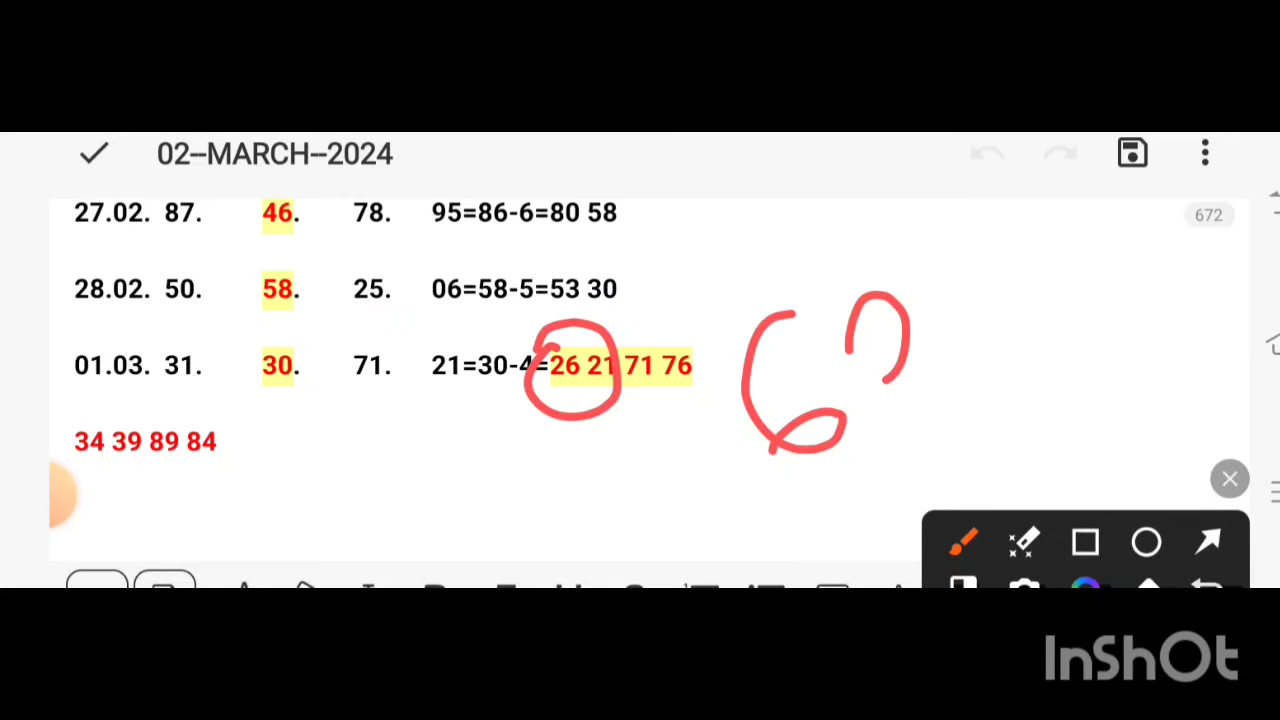 02--MARCH--2024
27.02. 87. 46. 78. 95=86-6=80 58
672
28.02. 50. 58. 25. 06=58-5=53 30
01.03. 31. 30. 71. 21=30-4=26 21 71 76
6
34 39 89 84
InShOt